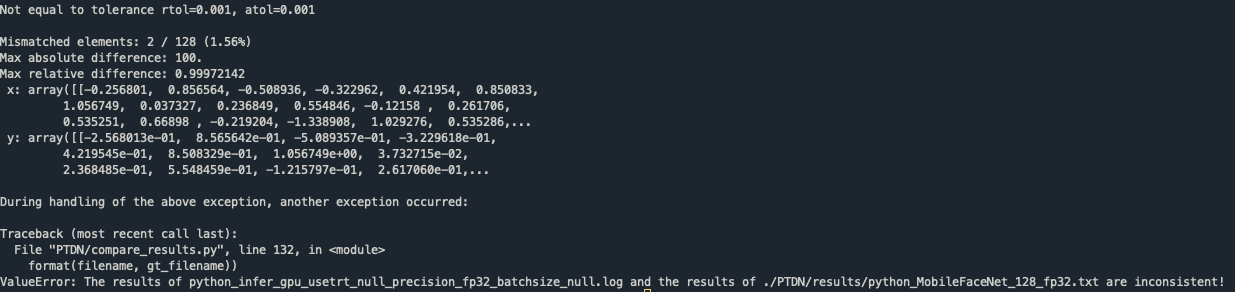 Not equal to tolerance rtol=0.001, atol=0.001
Mismatched elements: 2 / 128 (1.56%)
Max absolute difference: 100.
Max relative difference: 0.99972142
x: array([[-0.256801,  0.856564, -0.508936, -0.322962,  0.421954,  0.850833,
1.056749,  0.037327,  0.236849,  0.554846, -0.12158 ,  0.261706,
0.535251,  0.66898 , -0.219204, -1.338908,  1.029276,  0.535286,...
y: array([[-2.568013e-01,  8.565642e-01, -5.089357e-01, -3.229618e-01,
4.219545e-01,  8.508329e-01,  1.056749e+00,  3.732715e-02,
2.368485e-01,  5.548459e-01, -1.215797e-01,  2.617060e-01,...
During handling of the above exception, another exception occurred:
Traceback (most recent call last):
File "PTDN/compare_results.py", line 132, in <module>
format(filename, gt_filename))
ValueError: The results of python_infer_gpu_usetrt_null_precision_fp32_batchsize_null.log and the results of ./PTDN/results/python_MobileFaceNet_128_fp32.txt are inconsistent!